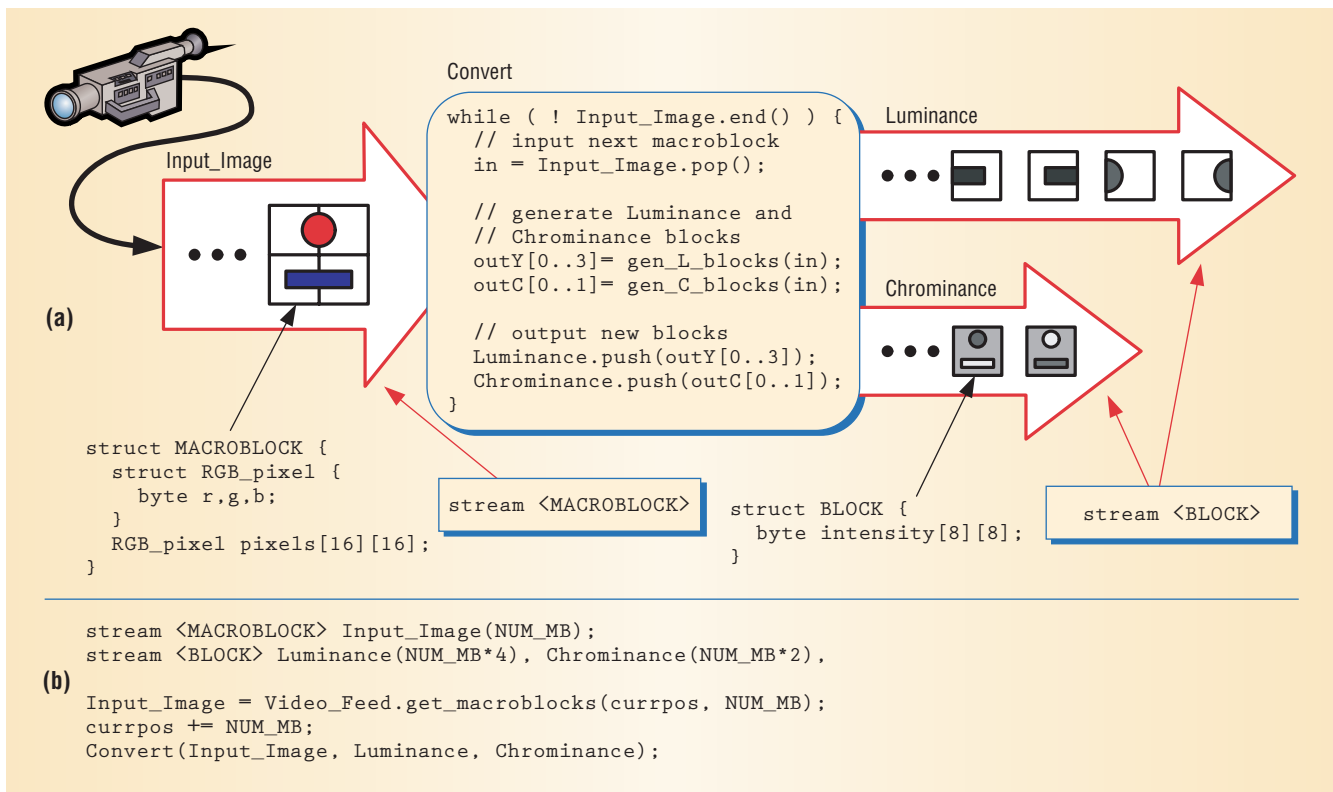 Convert
while ( ! Input_Image.end() ) {
// input next macroblock
in = Input_Image.pop();
// generate Luminance and
// Chrominance blocks
outY[0..3]= gen_L_blocks(in);
outC[0..1]= gen_C_blocks(in);
// output new blocks
Luminance.push(outY[0..3]);
Chrominance.push(outC[0..1]);
}
Input_Image
Luminance
Chrominance
(a)
struct MACROBLOCK {
struct RGB_pixel {
byte r,g,b;
}
RGB_pixel pixels[16][16];
}
stream <MACROBLOCK>
struct BLOCK {
byte intensity[8][8];
}
stream <BLOCK>
(b)
stream <MACROBLOCK> Input_Image(NUM_MB);
stream <BLOCK> Luminance(NUM_MB*4), Chrominance(NUM_MB*2),
Input_Image = Video_Feed.get_macroblocks(currpos, NUM_MB);
currpos += NUM_MB;
Convert(Input_Image, Luminance, Chrominance);